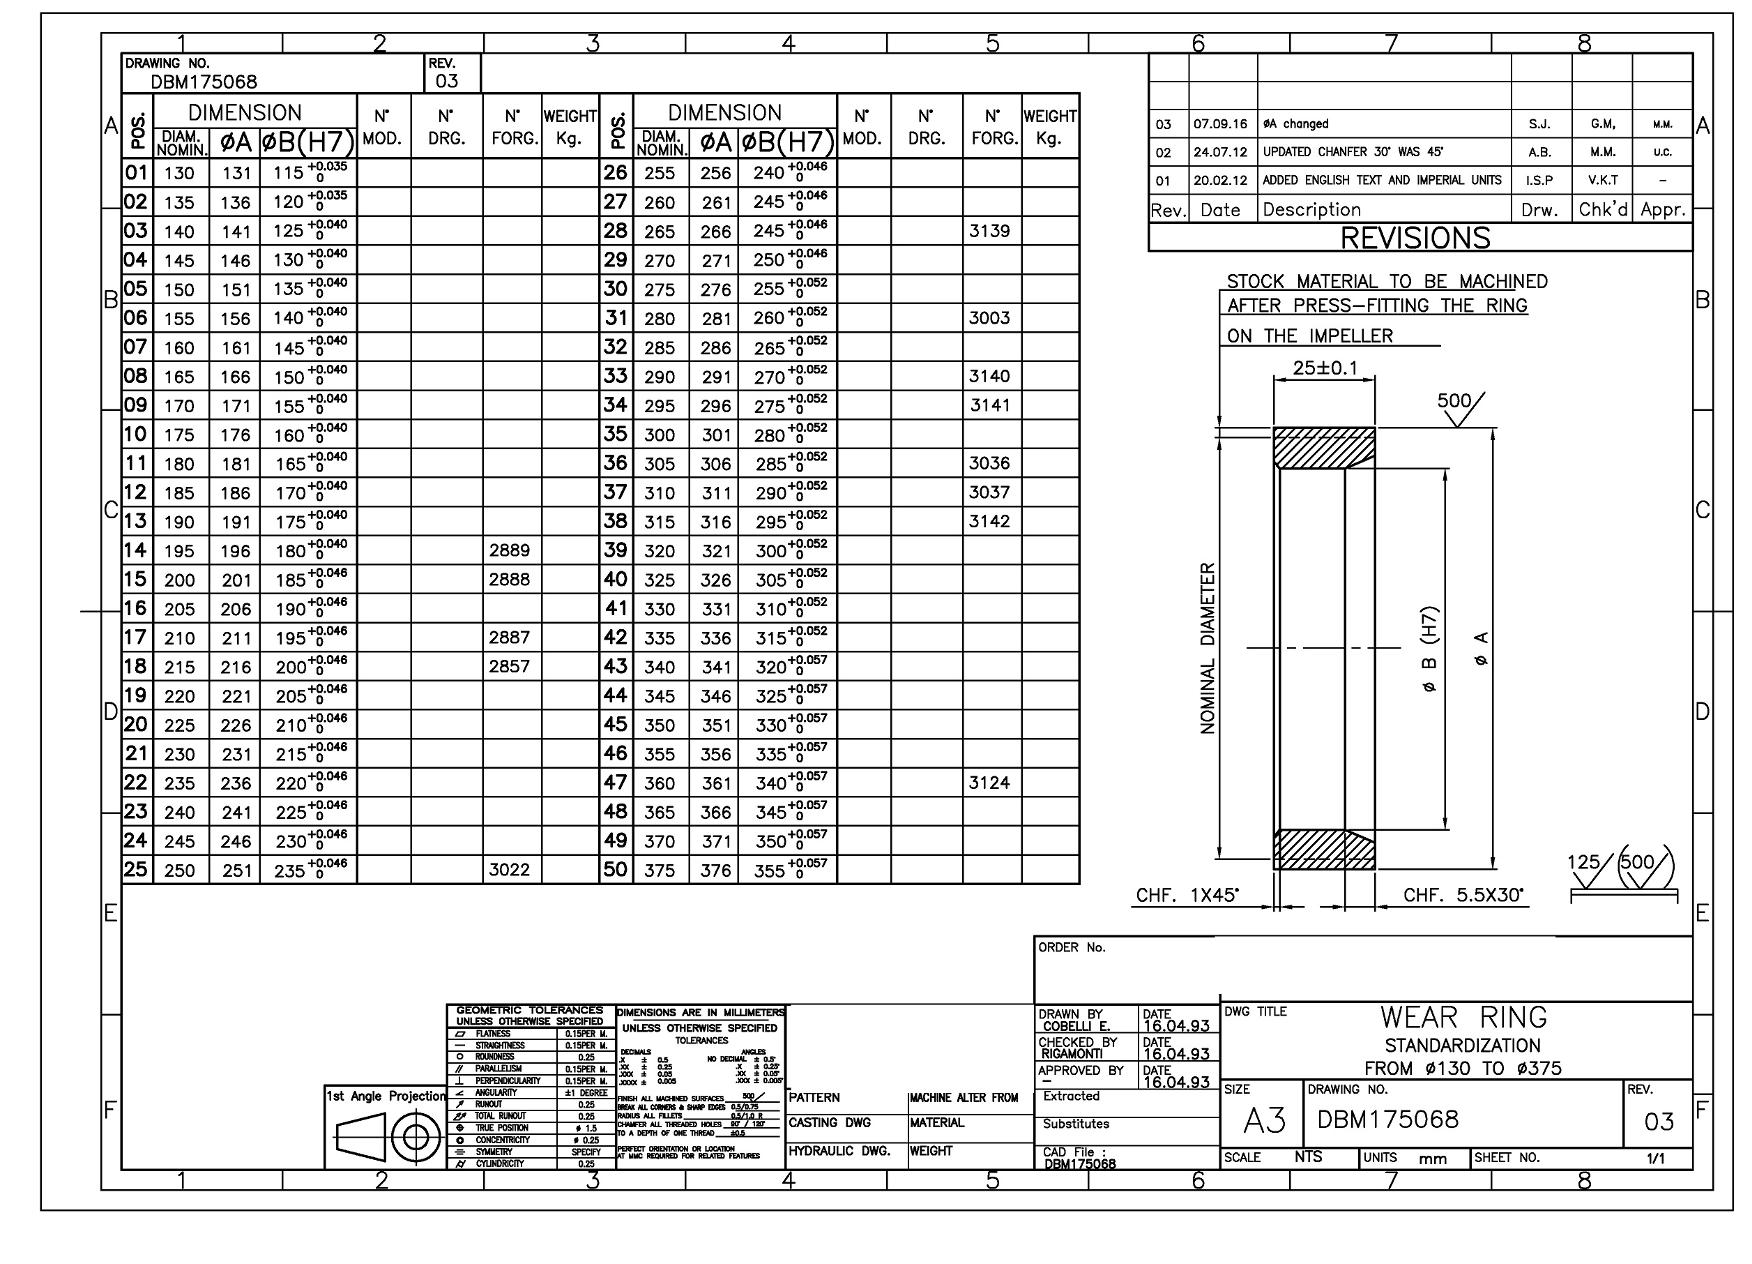 1 2 3 4 5 6 7 8
DRAWING NO. DBM175068 REV. 03
POS. DIMENSION N° MOD. N° DRG. N° FORG. WEIGHT Kg. POS. DIMENSION N° MOD. N° DRG. N° FORG. WEIGHT Kg.
DIAM. NOMIN. ØA ØB(H7) DIAM. NOMIN. ØA ØB(H7)
01 130 131 115 +0.035 0 26 255 256 240 +0.046 0
02 135 136 120 +0.035 0 27 260 261 245 +0.046 0
03 140 141 125 +0.040 0 28 265 266 245 +0.046 0 3139
04 145 146 130 +0.040 0 29 270 271 250 +0.046 0
05 150 151 135 +0.040 0 30 275 276 255 +0.052 0
06 155 156 140 +0.040 0 31 280 281 260 +0.052 0 3003
07 160 161 145 +0.040 0 32 285 286 265 +0.052 0
08 165 166 150 +0.040 0 33 290 291 270 +0.052 0 3140
09 170 171 155 +0.040 0 34 295 296 275 +0.052 0 3141
10 175 176 160 +0.040 0 35 300 301 280 +0.052 0
11 180 181 165 +0.040 0 36 305 306 285 +0.052 0 3036
12 185 186 170 +0.040 0 37 310 311 290 +0.052 0 3037
13 190 191 175 +0.040 0 38 315 316 295 +0.052 0 3142
14 195 196 180 +0.040 0 2889 39 320 321 300 +0.052 0
15 200 201 185 +0.046 0 2888 40 325 326 305 +0.052 0
16 205 206 190 +0.046 0 41 330 331 310 +0.052 0
17 210 211 195 +0.046 0 2887 42 335 336 315 +0.052 0
18 215 216 200 +0.046 0 2857 43 340 341 320 +0.057 0
19 220 221 205 +0.046 0 44 345 346 325 +0.057 0
20 225 226 210 +0.046 0 45 350 351 330 +0.057 0
21 230 231 215 +0.046 0 46 355 356 335 +0.057 0
22 235 236 220 +0.046 0 47 360 361 340 +0.057 0 3124
23 240 241 225 +0.046 0 48 365 366 345 +0.057 0
24 245 246 230 +0.046 0 49 370 371 350 +0.057 0
25 250 251 235 +0.046 0 3022 50 375 376 355 +0.057 0
03 07.09.16 ØA changed S.J. G.M, M.M.
02 24.07.12 UPDATED CHANFER 30° WAS 45° A.B. M.M. U.C.
01 20.02.12 ADDED ENGLISH TEXT AND IMPERIAL UNITS I.S.P V.K.T –
Rev. Date Description Drw. Chk'd Appr.
REVISIONS
STOCK MATERIAL TO BE MACHINED
AFTER PRESS–FITTING THE RING
ON THE IMPELLER
25±0.1
500
NOMINAL DIAMETER
Ø B (H7)
Ø A
CHF. 1X45°
CHF. 5.5X30°
125 (500)
A B C D E F
A B C D E F
ORDER No.
1st Angle Projection
GEOMETRIC TOLERANCES
UNLESS OTHERWISE SPECIFIED
FLATNESS 0.15PER M.
STRAIGHTNESS 0.15PER M.
ROUNDNESS 0.25
PARALLELISM 0.15PER M.
PERPENDICULARITY 0.15PER M.
ANGULARITY ±1 DEGREE
RUNOUT 0.25
TOTAL RUNOUT 0.25
TRUE POSITION Ø 1.5
CONCENTRICITY Ø 0.25
SYMMETRY SPECIFY
CYLINDRICITY 0.25
DIMENSIONS ARE IN MILLIMETERS
UNLESS OTHERWISE SPECIFIED
TOLERANCES
DECIMALS ANGLES
.X ± 0.5 NO DECIMAL ± 0.5°
.XX ± 0.25 .X ± 0.25°
.XX ± 0.05 .XX ± 0.05°
.XXXX ± 0.005 .XXX ± 0.005°
FINISH ALL MACHINED SURFACES 500
BREAK ALL CORNERS & SHARP EDGES 0.5/0.75
RADIUS ALL FILLETS 0.5/1.0 R
CHAMFER ALL THREADED HOLES 90° / 120°
TO A DEPTH OF ONE THREAD ±0.5
PERFECT ORIENTATION OR LOCATION
AT MMC REQUIRED FOR RELATED FEATURES
PATTERN MACHINE ALTER FROM
CASTING DWG MATERIAL
HYDRAULIC DWG. WEIGHT
DRAWN BY COBELLI E. DATE 16.04.93
CHECKED BY RIGAMONTI DATE 16.04.93
APPROVED BY – DATE 16.04.93
Extracted
Substitutes
CAD File : DBM175068
DWG TITLE WEAR RING
STANDARDIZATION
FROM Ø130 TO Ø375
SIZE A3 DRAWING NO. DBM175068 REV. 03
SCALE NTS UNITS mm SHEET NO. 1/1
1 2 3 4 5 6 7 8